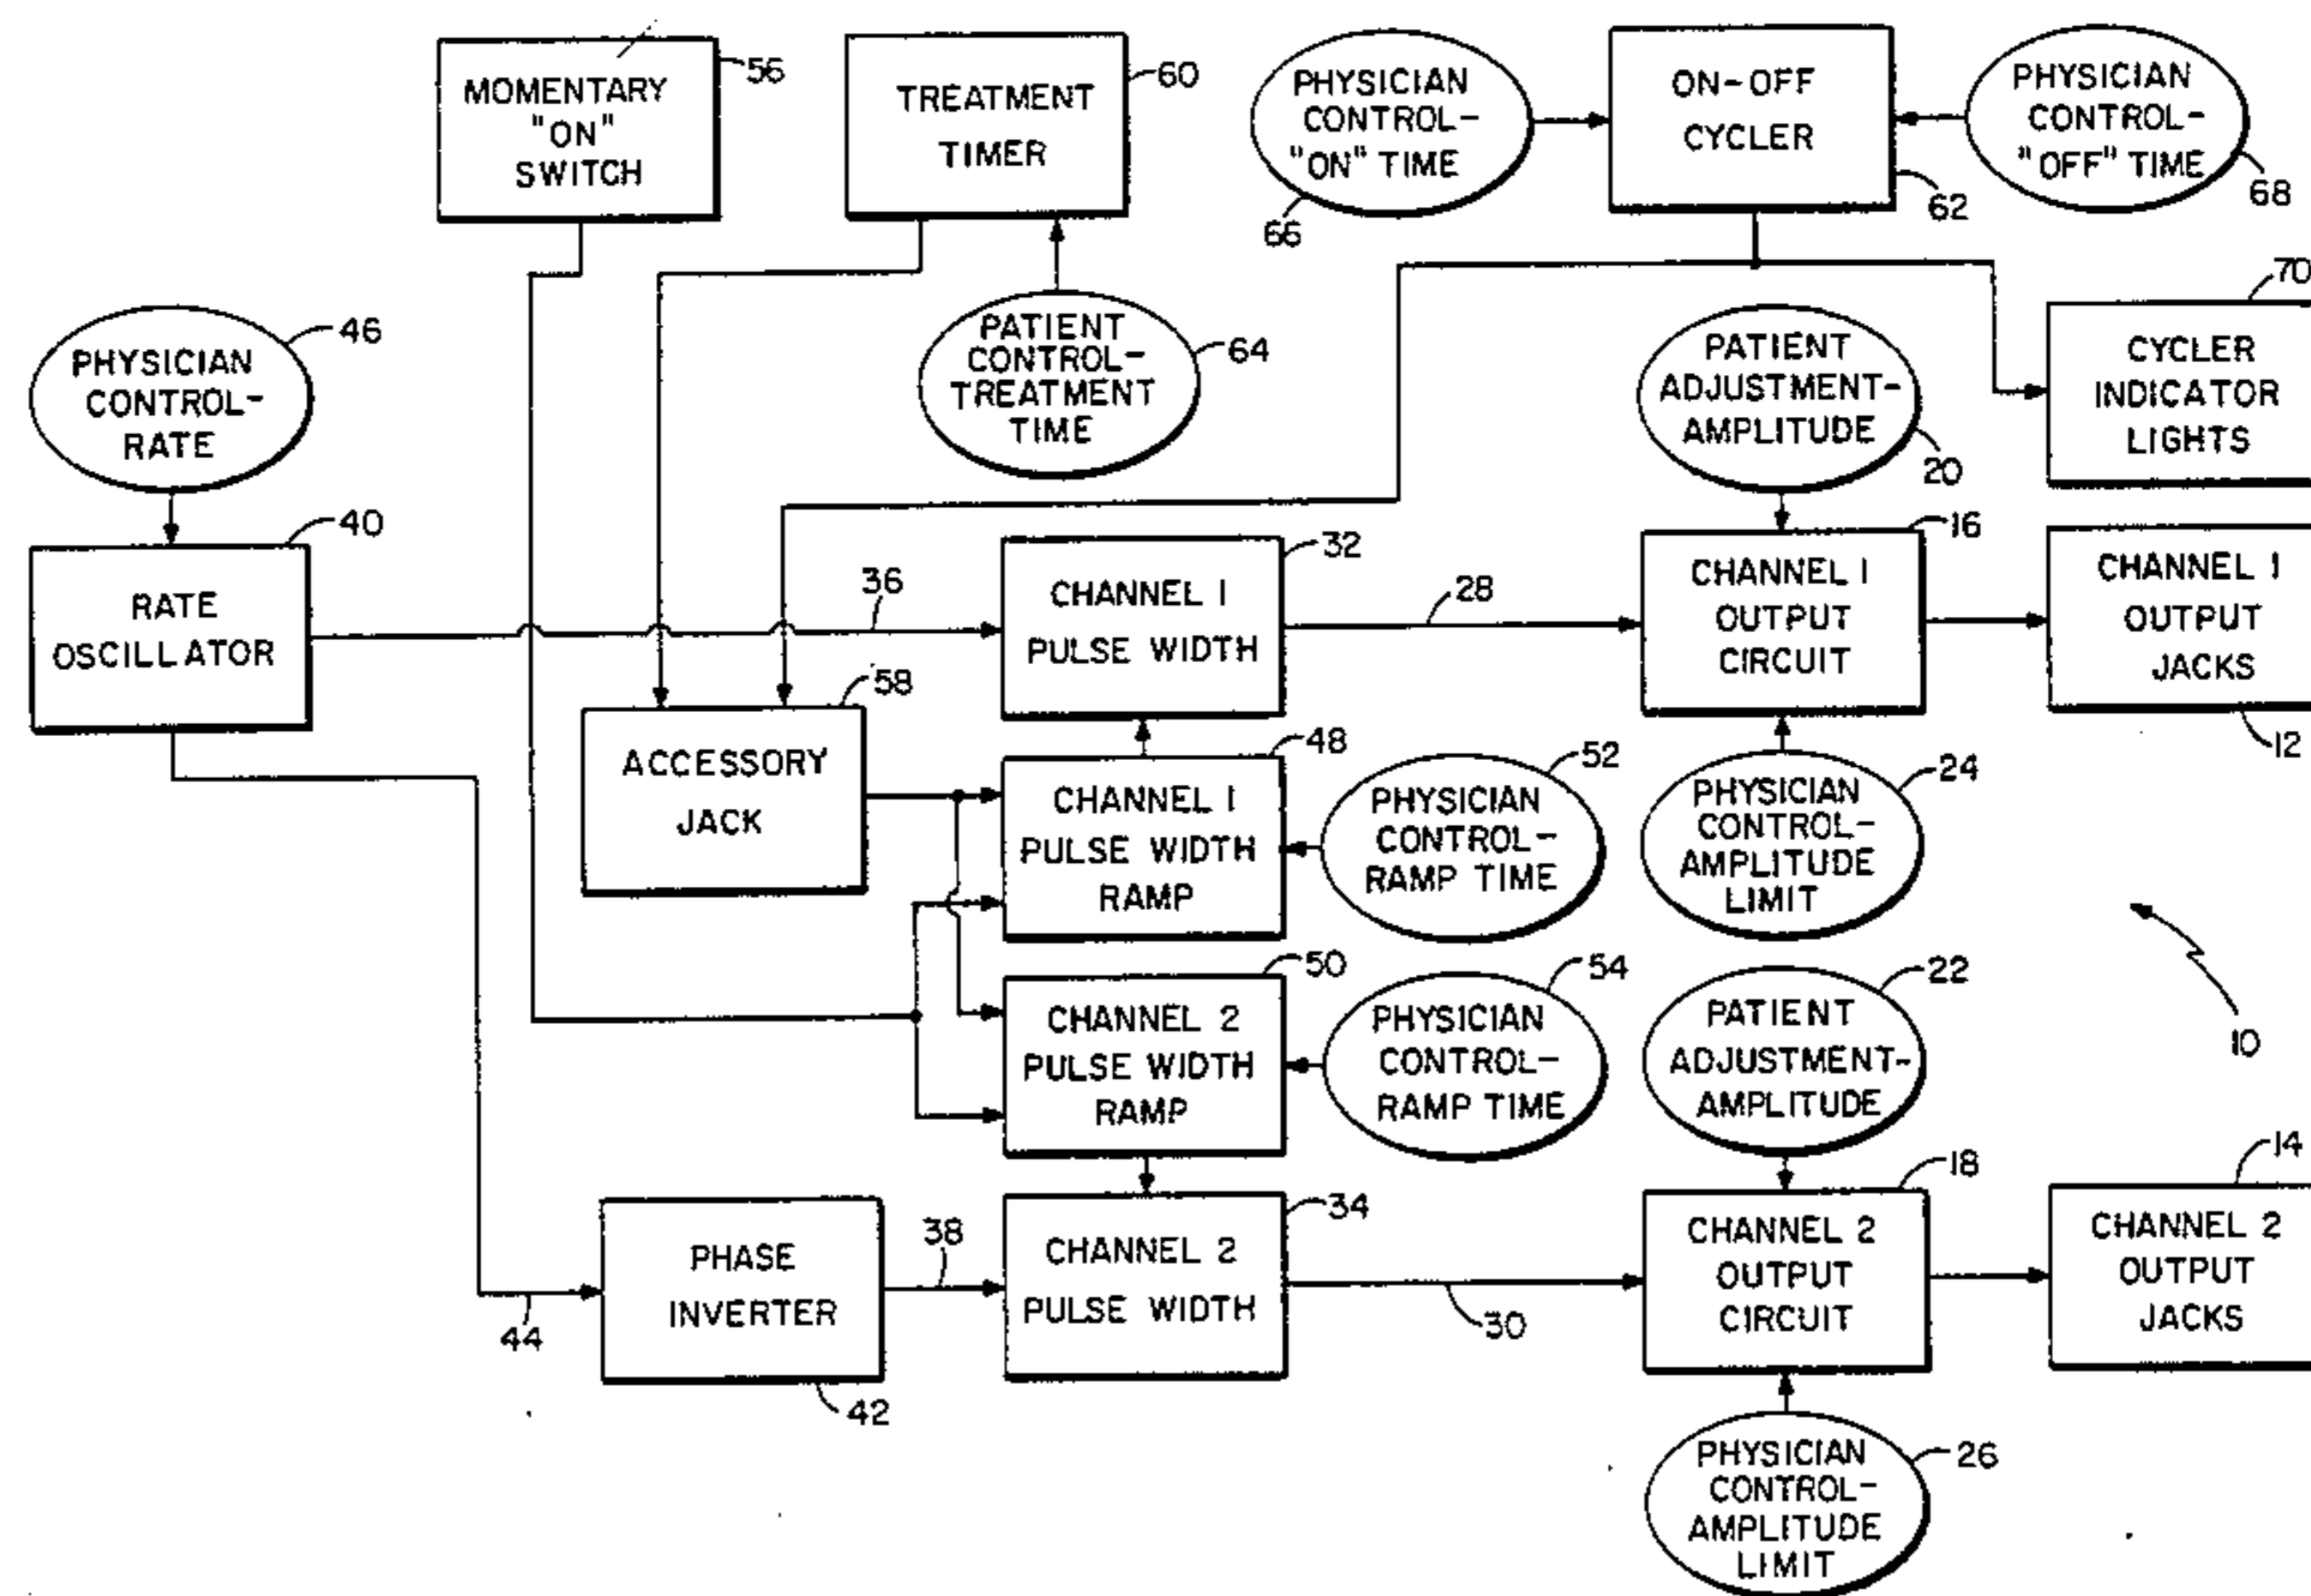 MOMENTARY
"ON"
SWITCH
56
TREATMENT
TIMER
60
PHYSICIAN
CONTROL-
"ON" TIME
66
ON-OFF
CYCLER
62
PHYSICIAN
CONTROL-
"OFF" TIME
68
PHYSICIAN
CONTROL-
RATE
46
PATIENT
CONTROL-
TREATMENT
TIME
64
PATIENT
ADJUSTMENT-
AMPLITUDE
20
70
CYCLER
INDICATOR
LIGHTS
40
RATE
OSCILLATOR
36
32
CHANNEL 1
PULSE WIDTH
28
16
CHANNEL 1
OUTPUT
CIRCUIT
CHANNEL 1
OUTPUT
JACKS
12
58
ACCESSORY
JACK
48
CHANNEL 1
PULSE WIDTH
RAMP
52
PHYSICIAN
CONTROL-
RAMP TIME
24
PHYSICIAN
CONTROL-
AMPLITUDE
LIMIT
50
CHANNEL 2
PULSE WIDTH
RAMP
54
PHYSICIAN
CONTROL-
RAMP TIME
22
PATIENT
ADJUSTMENT-
AMPLITUDE
10
44
PHASE
INVERTER
42
38
34
CHANNEL 2
PULSE WIDTH
30
18
CHANNEL 2
OUTPUT
CIRCUIT
14
CHANNEL 2
OUTPUT
JACKS
26
PHYSICIAN
CONTROL-
AMPLITUDE
LIMIT